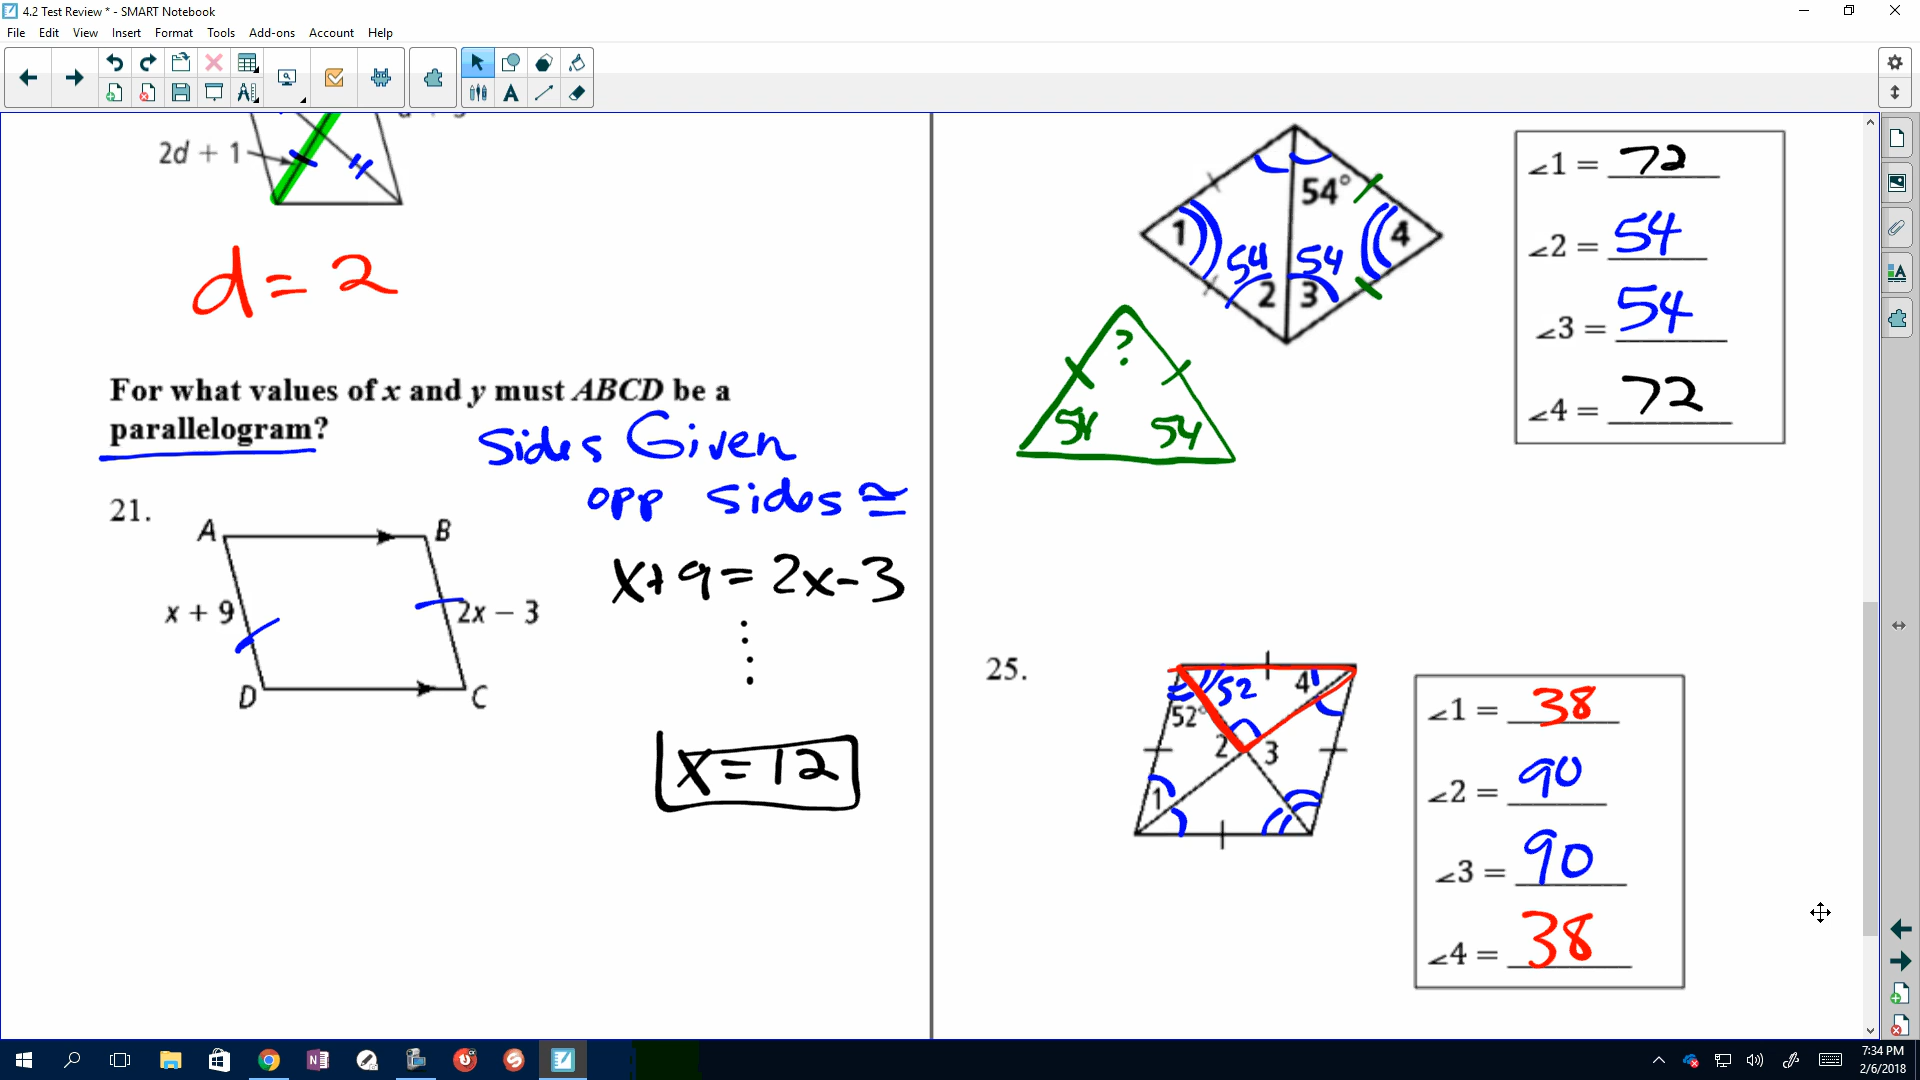 4.2 Test Review * - SMART Notebook
File Edit View Insert Format Tools Add-ons Account Help
2d + 1
d = 2
For what values of x and y must ABCD be a
parallelogram?
Sides Given
opp sides ≅
21.
A
B
x + 9
2x − 3
D
C
x+9=2x-3
x=12
54°
1
4
54
54
2
3
?
54
54
∠1 = 72
∠2 = 54
∠3 = 54
∠4 = 72
25.
52
4
52°
2
3
1
∠1 = 38
∠2 = 90
∠3 = 90
∠4 = 38
7:34 PM
2/6/2018